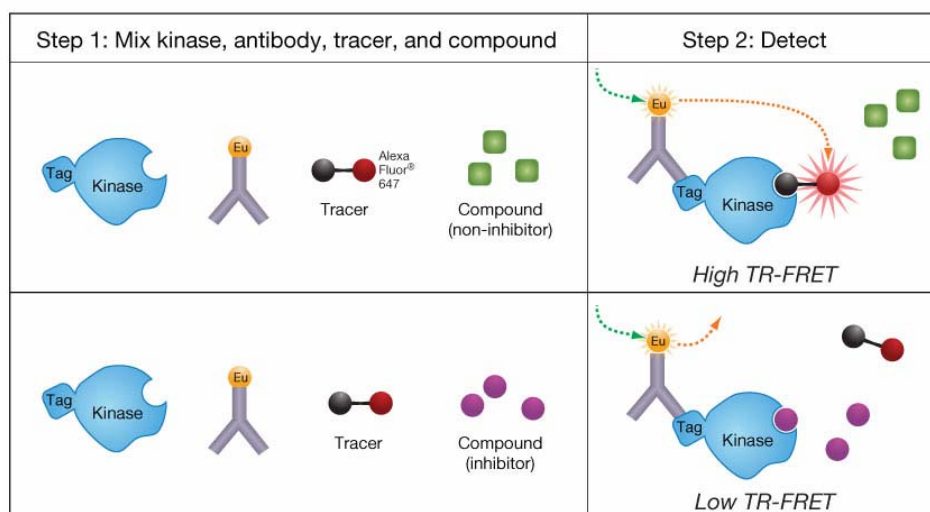 Step 1: Mix kinase, antibody, tracer, and compound
Step 2: Detect
Tag
Kinase
Eu
Alexa
Fluor®
647
Tracer
Compound
(non-inhibitor)
Eu
Tag
Kinase
High TR-FRET
Tag
Kinase
Eu
Tracer
Compound
(inhibitor)
Eu
Tag
Kinase
Low TR-FRET